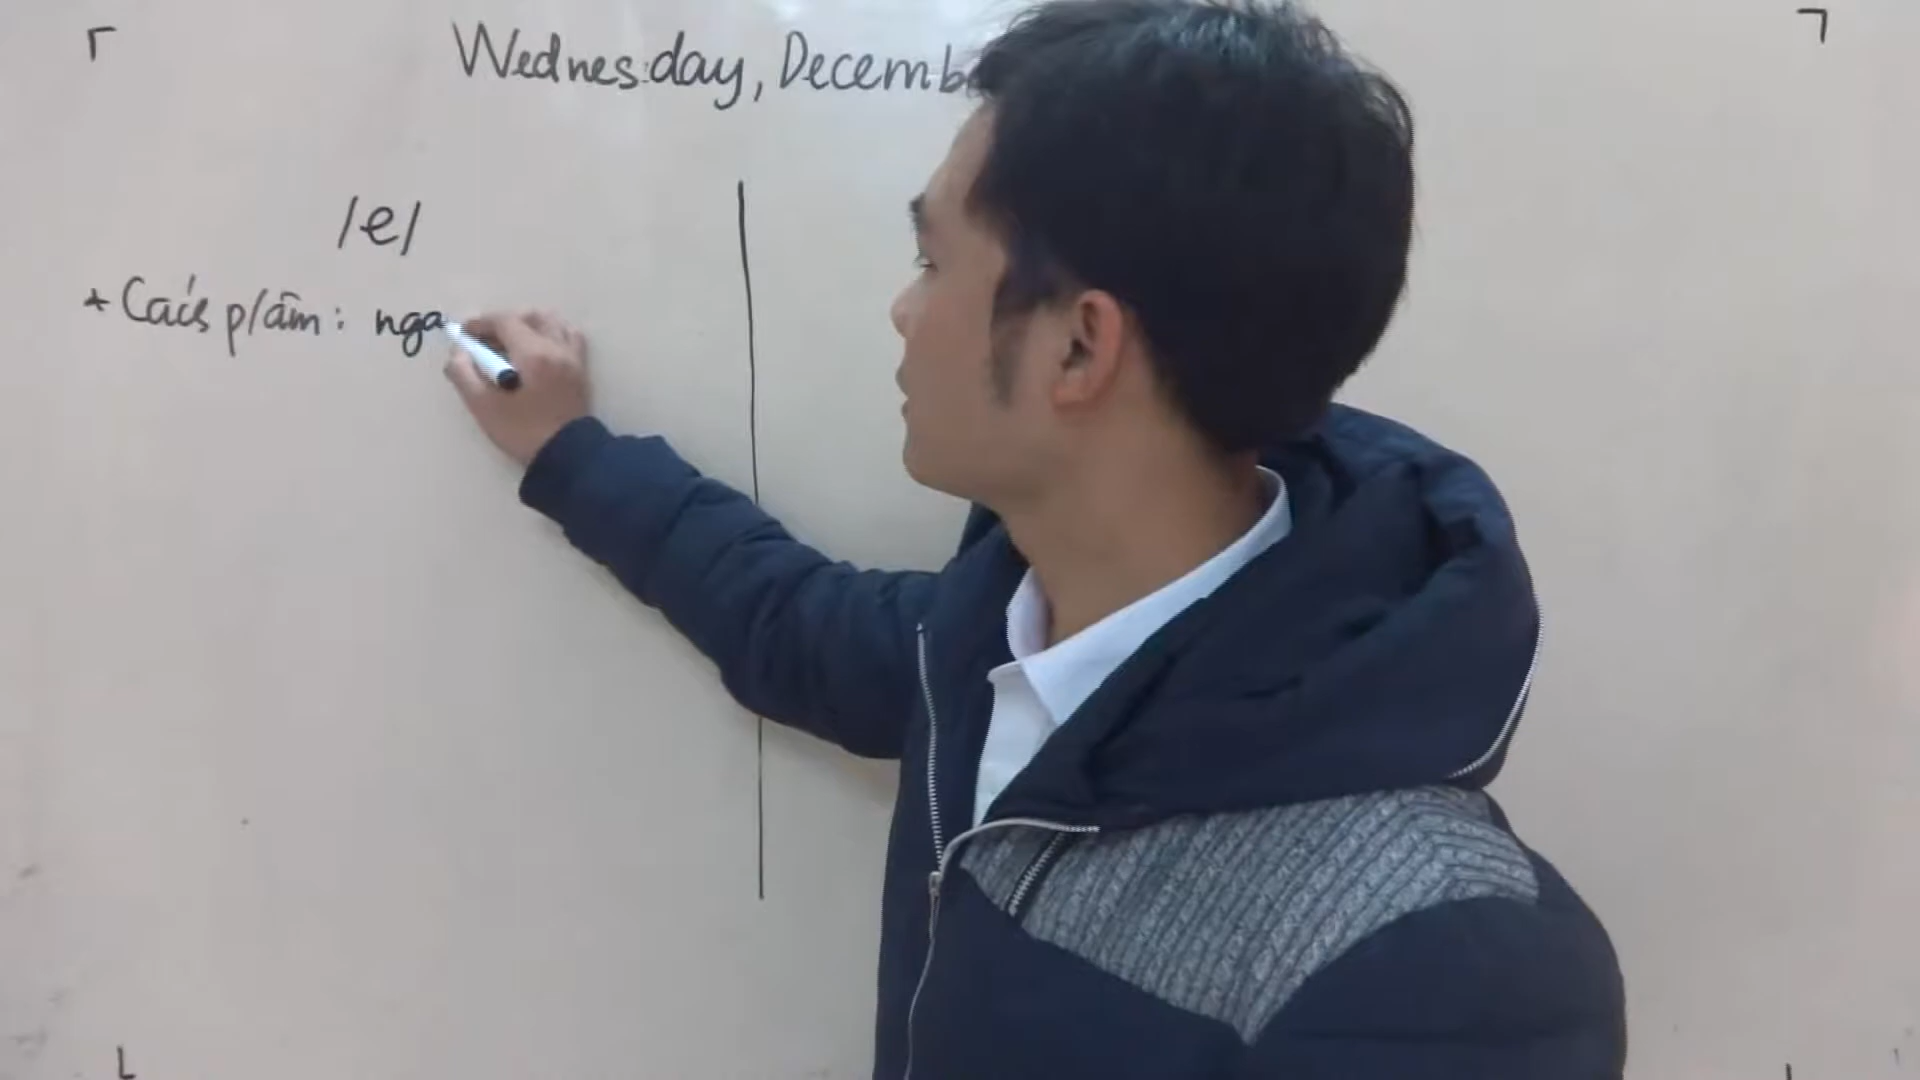 Wednesday, Decemb
/e/
* Cách p/âm: nga